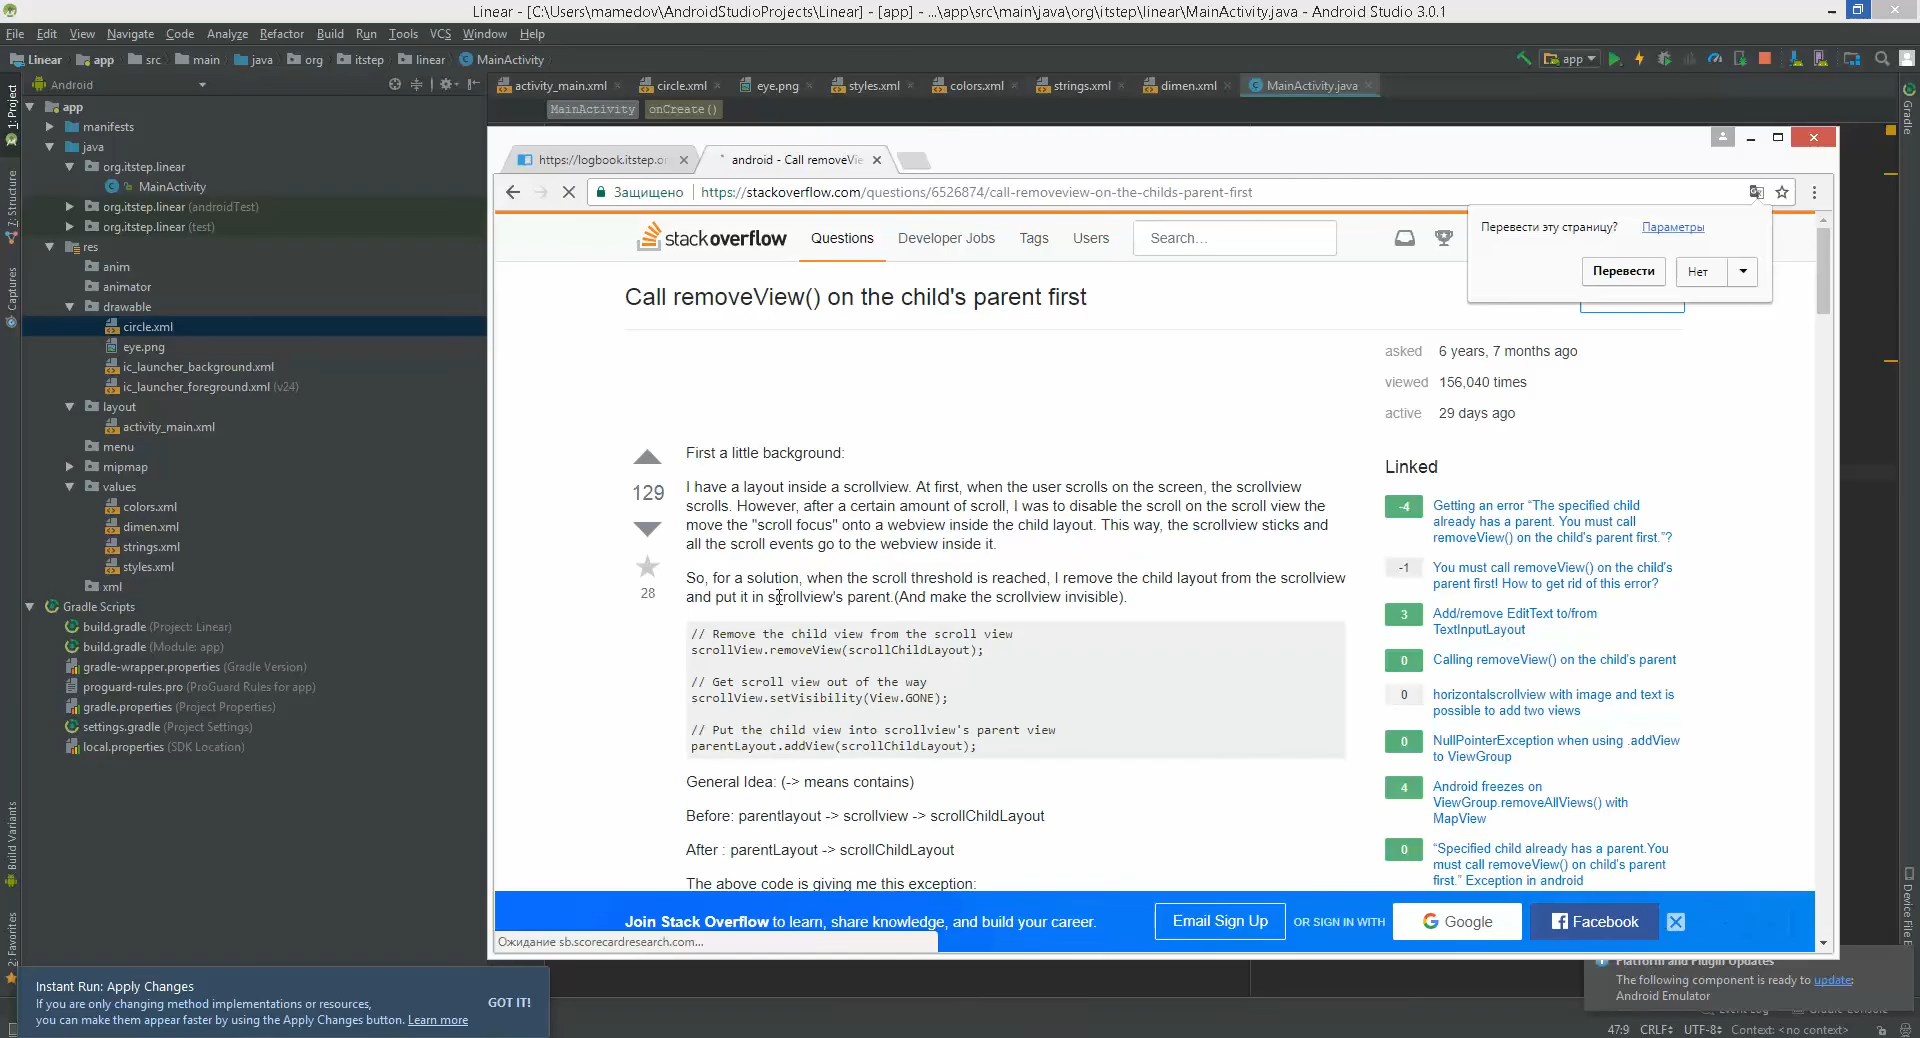 Linear - [C:\Users\mamedov\AndroidStudioProjects\Linear] - [app] - ...\app\src\main\java\org\itstep\linear\MainActivity.java - Android Studio 3.0.1
File Edit View Navigate Code Analyze Refactor Build Run Tools VCS Window Help
Linear app src main java org itstep linear MainActivity
app
Android
activity_main.xml circle.xml eye.png styles.xml colors.xml strings.xml dimen.xml MainActivity.java
MainActivity onCreate()
1: Project
7: Structure
Captures
Build Variants
2: Favorites
Gradle
app
manifests
java
org.itstep.linear
MainActivity
org.itstep.linear (androidTest)
org.itstep.linear (test)
res
anim
animator
drawable
circle.xml
eye.png
ic_launcher_background.xml
ic_launcher_foreground.xml (v24)
layout
activity_main.xml
menu
mipmap
values
colors.xml
dimen.xml
strings.xml
styles.xml
xml
Gradle Scripts
build.gradle (Project: Linear)
build.gradle (Module: app)
gradle-wrapper.properties (Gradle Version)
proguard-rules.pro (ProGuard Rules for app)
gradle.properties (Project Properties)
settings.gradle (Project Settings)
local.properties (SDK Location)
https://logbook.itstep.or
android - Call removeVie
Защищено https://stackoverflow.com/questions/6526874/call-removeview-on-the-childs-parent-first
stackoverflow Questions Developer Jobs Tags Users Search...
Перевести эту страницу? Параметры
Перевести Нет
Call removeView() on the child's parent first
asked 6 years, 7 months ago
viewed 156,040 times
active 29 days ago
129
28
First a little background:
I have a layout inside a scrollview. At first, when the user scrolls on the screen, the scrollview
scrolls. However, after a certain amount of scroll, I was to disable the scroll on the scroll view the
move the "scroll focus" onto a webview inside the child layout. This way, the scrollview sticks and
all the scroll events go to the webview inside it.
So, for a solution, when the scroll threshold is reached, I remove the child layout from the scrollview
and put it in scrollview's parent.(And make the scrollview invisible).
// Remove the child view from the scroll view
scrollView.removeView(scrollChildLayout);
// Get scroll view out of the way
scrollView.setVisibility(View.GONE);
// Put the child view into scrollview's parent view
parentLayout.addView(scrollChildLayout);
General Idea: (-> means contains)
Before: parentlayout -> scrollview -> scrollChildLayout
After : parentLayout -> scrollChildLayout
The above code is giving me this exception:
Linked
-4 Getting an error “The specified child
already has a parent. You must call
removeView() on the child's parent first.”?
-1 You must call removeView() on the child's
parent first! How to get rid of this error?
3 Add/remove EditText to/from
TextInputLayout
0 Calling removeView() on the child's parent
0 horizontalscrollview with image and text is
possible to add two views
0 NullPointerException when using .addView
to ViewGroup
4 Android freezes on
ViewGroup.removeAllViews() with
MapView
0 “Specified child already has a parent.You
must call removeView() on child's parent
first.” Exception in android
Join Stack Overflow to learn, share knowledge, and build your career.
Email Sign Up OR SIGN IN WITH Google Facebook
Ожидание sb.scorecardresearch.com...
Instant Run: Apply Changes
If you are only changing method implementations or resources,
you can make them appear faster by using the Apply Changes button. Learn more
GOT IT!
Platform and Plugin Updates
The following component is ready to update:
Android Emulator
47:9 CRLF UTF-8 Context: <no context>